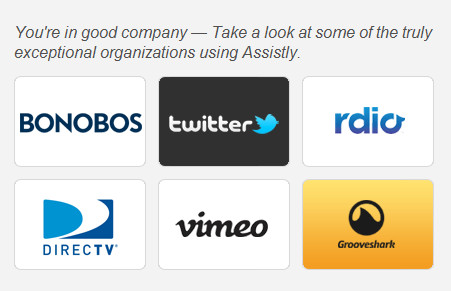 You're in good company — Take a look at some of the truly
exceptional organizations using Assistly.
BONOBOS
twitter
rdio
DIRECTV
vimeo
Grooveshark